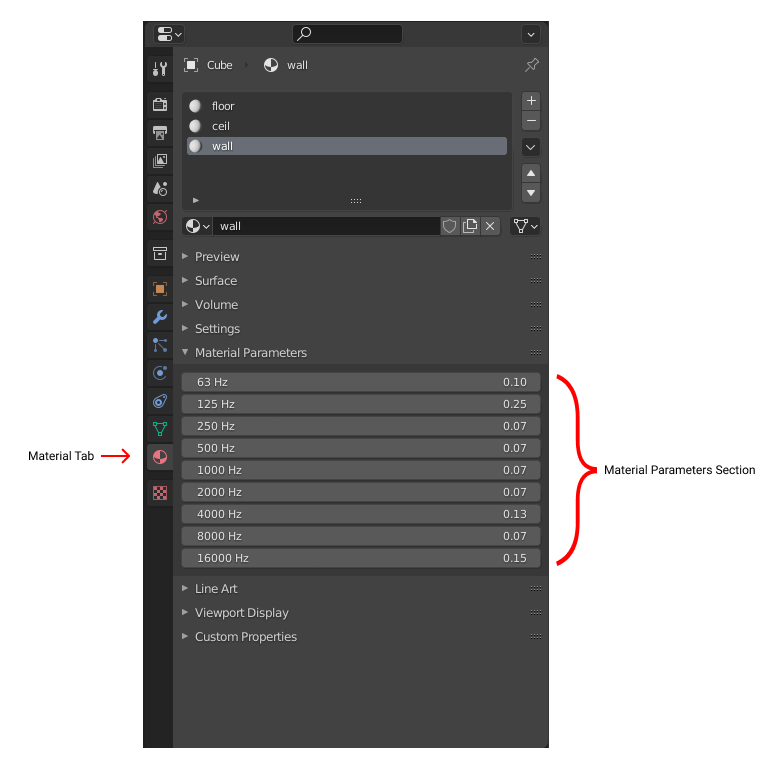 Cube wall
floor
ceil
wall
wall
Preview
Surface
Volume
Settings
Material Parameters
63 Hz 0.10
125 Hz 0.25
250 Hz 0.07
500 Hz 0.07
Material Tab
1000 Hz 0.07
Material Parameters Section
2000 Hz 0.07
4000 Hz 0.13
8000 Hz 0.07
16000 Hz 0.15
Line Art
Viewport Display
Custom Properties